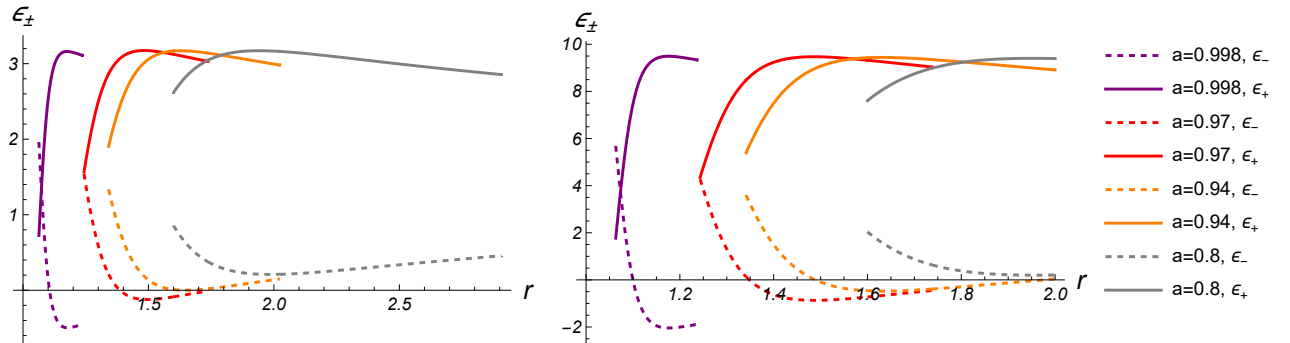 ϵ±
3
2
1
1.5
2.0
2.5
r
ϵ±
10
8
6
4
2
-2
1.2
1.4
1.6
1.8
2.0
r
a=0.998, ϵ₋
a=0.998, ϵ₊
a=0.97, ϵ₋
a=0.97, ϵ₊
a=0.94, ϵ₋
a=0.94, ϵ₊
a=0.8, ϵ₋
a=0.8, ϵ₊